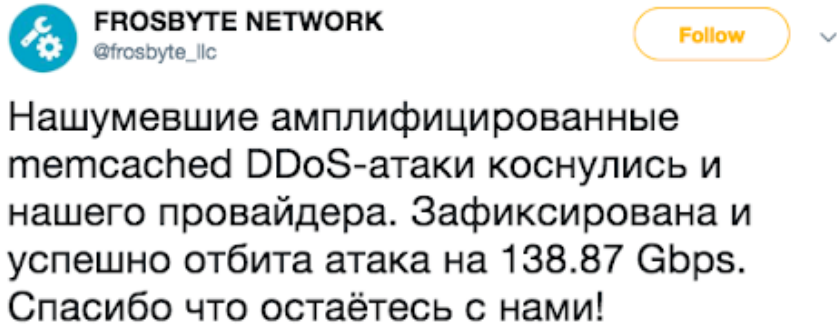 FROSBYTE NETWORK
@frosbyte_llc
Follow
Нашумевшие амплифицированные
memcached DDoS-атаки коснулись и
нашего провайдера. Зафиксирована и
успешно отбита атака на 138.87 Gbps.
Спасибо что остаётесь с нами!